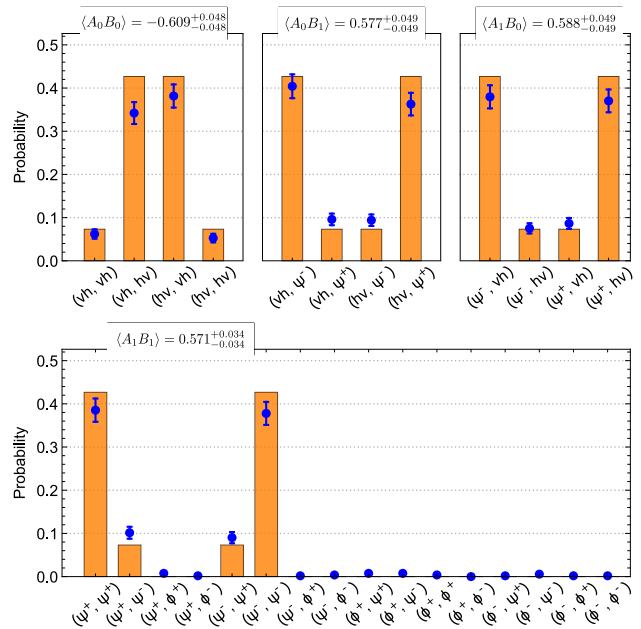 ⟨A₀B₀⟩ = −0.609 +0.048 −0.048
⟨A₀B₁⟩ = 0.577 +0.049 −0.049
⟨A₁B₀⟩ = 0.588 +0.049 −0.049
Probability
0.5
0.4
0.3
0.2
0.1
0.0
(vh, vh)
(vh, hv)
(hv, vh)
(hv, hv)
(vh, Ψ⁻)
(vh, Ψ⁺)
(hv, Ψ⁻)
(hv, Ψ⁺)
(Ψ⁻, vh)
(Ψ⁻, hv)
(Ψ⁺, vh)
(Ψ⁺, hv)
⟨A₁B₁⟩ = 0.571 +0.034 −0.034
Probability
0.5
0.4
0.3
0.2
0.1
0.0
(Ψ⁺, Ψ⁺)
(Ψ⁺, Ψ⁻)
(Ψ⁺, ϕ⁺)
(Ψ⁺, ϕ⁻)
(Ψ⁻, Ψ⁺)
(Ψ⁻, Ψ⁻)
(Ψ⁻, ϕ⁺)
(Ψ⁻, ϕ⁻)
(ϕ⁺, Ψ⁺)
(ϕ⁺, Ψ⁻)
(ϕ⁺, ϕ⁺
(ϕ⁺, ϕ⁻)
(ϕ⁻, Ψ⁺)
(ϕ⁻, Ψ⁻)
(ϕ⁻, ϕ⁺)
(ϕ⁻, ϕ⁻)